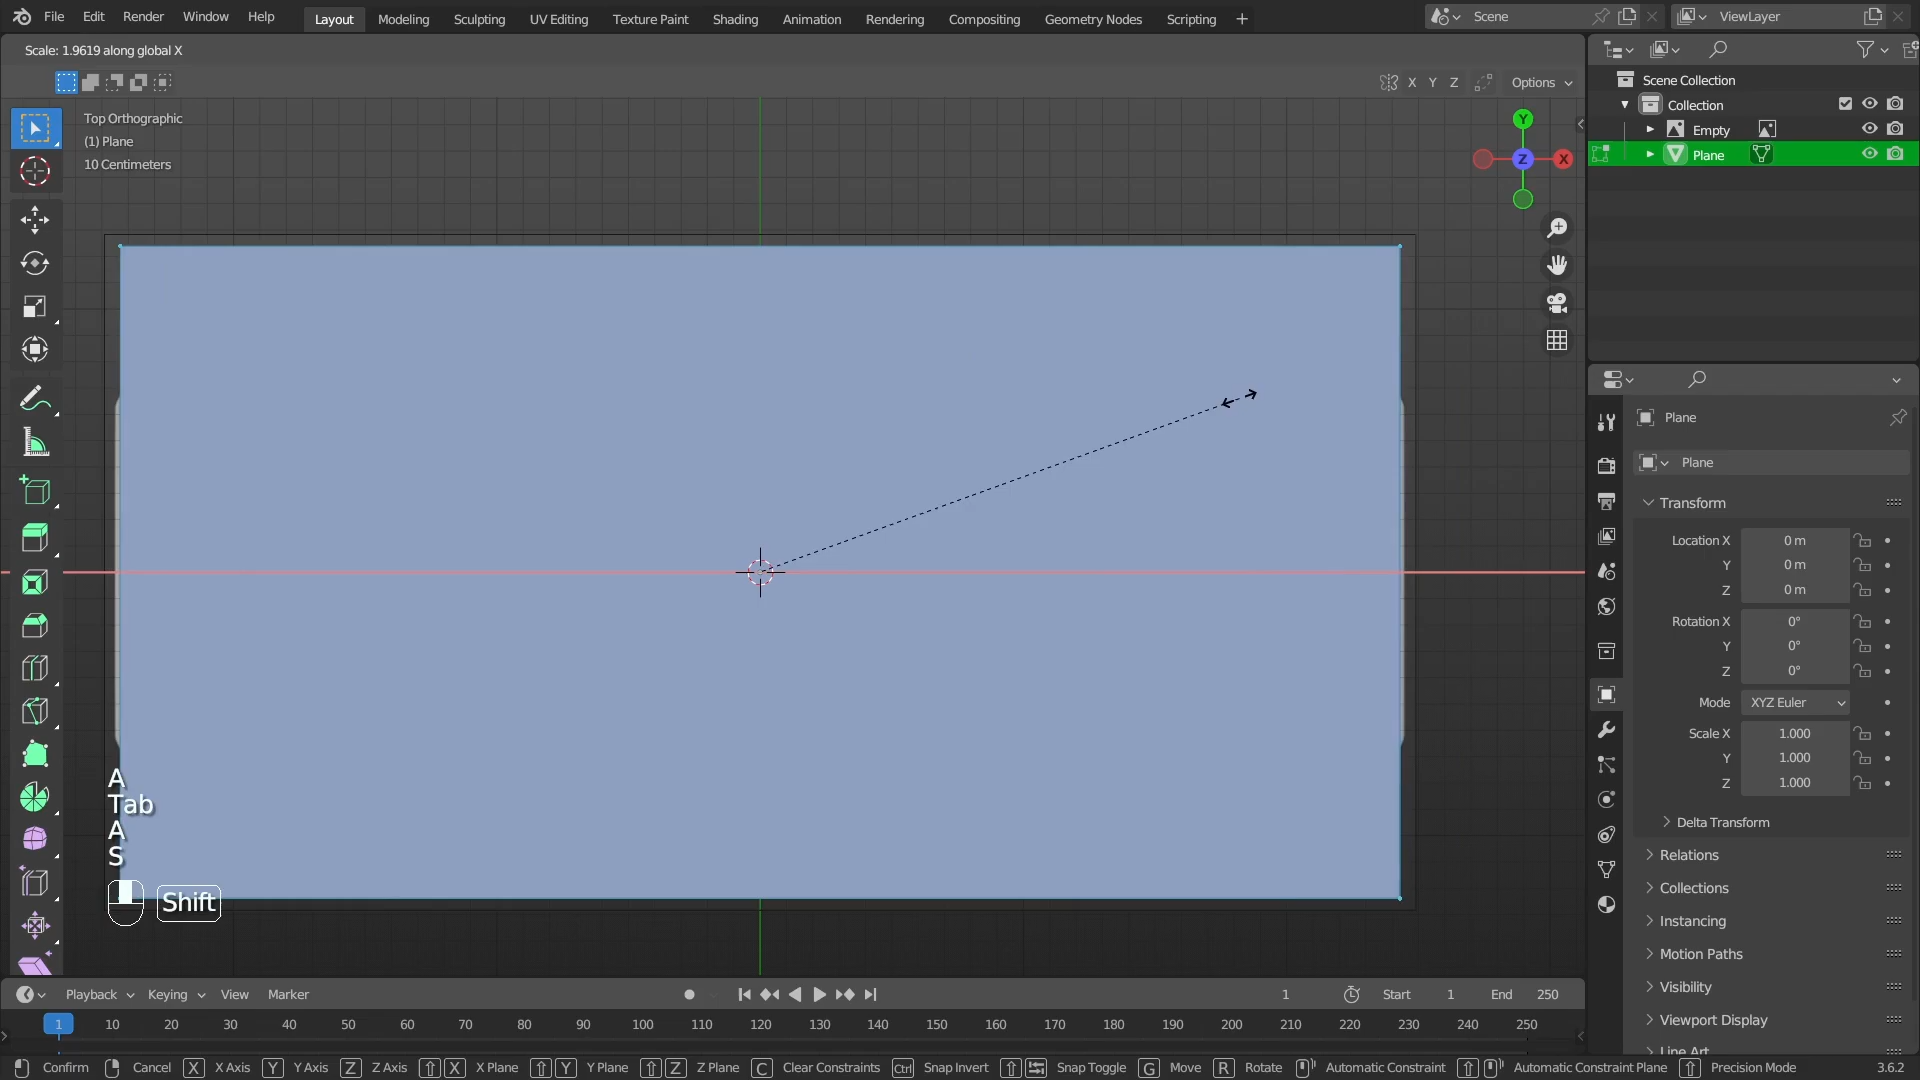 File Edit Render Window Help
Layout Modeling Sculpting UV Editing Texture Paint Shading Animation Rendering Compositing Geometry Nodes Scripting +
Scene
ViewLayer
Scale: 1.9619 along global X
X Y Z Options
Top Orthographic
(1) Plane
10 Centimeters
Y
Z
X
Scene Collection
Collection
Empty
Plane
Plane
Plane
Transform
Location X 0 m
Y 0 m
Z 0 m
Rotation X 0°
Y 0°
Z 0°
Mode XYZ Euler
Scale X 1.000
Y 1.000
Z 1.000
Delta Transform
Relations
Collections
Instancing
Motion Paths
Visibility
Viewport Display
Line Art
A
Tab
A
S
Shift
Playback Keying View Marker
1 Start 1 End 250
1 10 20 30 40 50 60 70 80 90 100 110 120 130 140 150 160 170 180 190 200 210 220 230 240 250
Confirm Cancel X X Axis Y Y Axis Z Z Axis X X Plane Y Y Plane Z Z Plane C Clear Constraints Ctrl Snap Invert Snap Toggle G Move R Rotate Automatic Constraint Automatic Constraint Plane Precision Mode 3.6.2